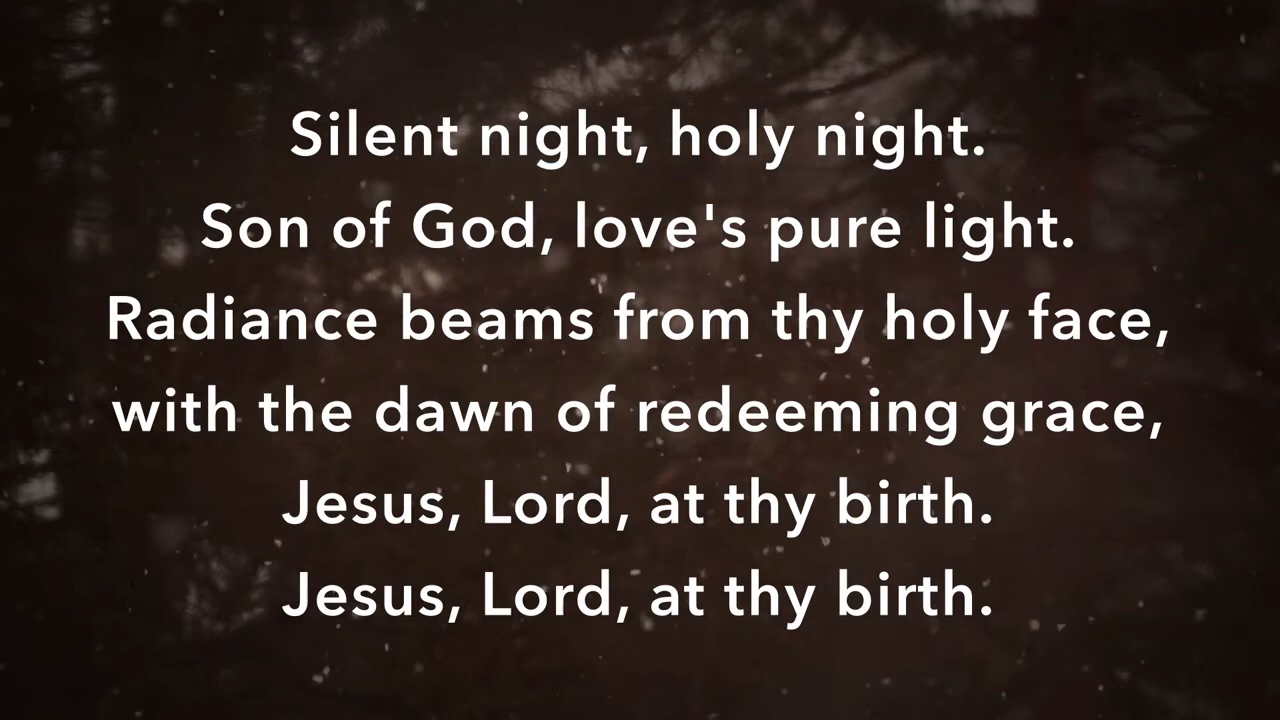 Silent night, holy night.
Son of God, love's pure light.
Radiance beams from thy holy face,
with the dawn of redeeming grace,
Jesus, Lord, at thy birth.
Jesus, Lord, at thy birth.